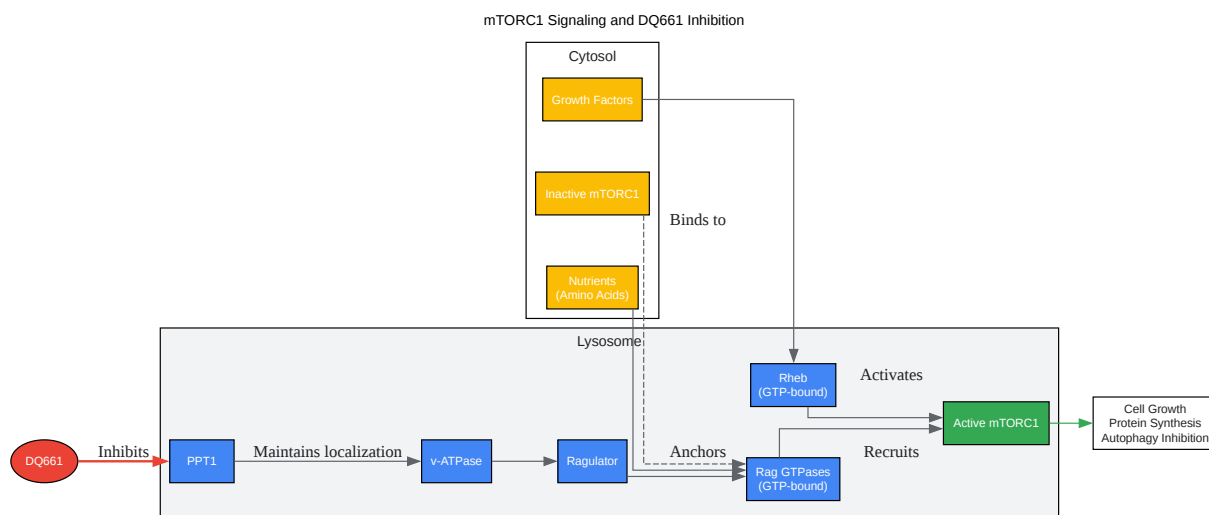 mTORC1 Signaling and DQ661 Inhibition
Cytosol
Growth Factors
Inactive mTORC1
Binds to
Nutrients
(Amino Acids)
Lysosome
Rheb
(GTP-bound)
Activates
Active mTORC1
Cell Growth
Protein Synthesis
Autophagy Inhibition
DQ661
Inhibits
PPT1
Maintains localization
v-ATPase
Ragulator
Anchors
Rag GTPases
(GTP-bound)
Recruits